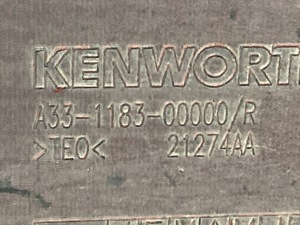 KENWORT
A33-1183-00000/R
>TEO< 21274AA